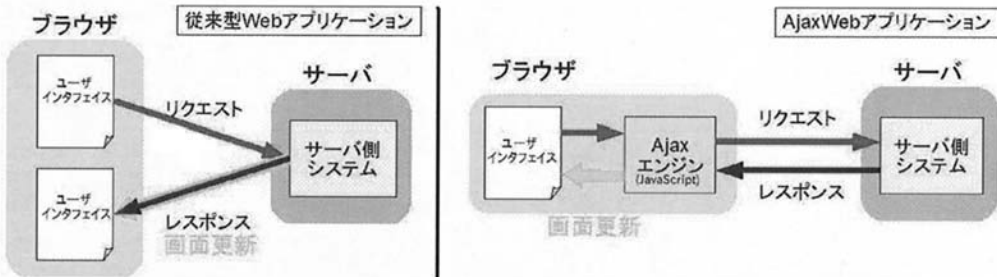 従来型Webアプリケーション
ブラウザ
ユーザ
インタフェイス
サーバ
リクエスト
サーバ側
システム
ユーザ
インタフェイス
レスポンス
画面更新
AjaxWebアプリケーション
ブラウザ
サーバ
ユーザ
インタフェイス
Ajax
エンジン
(JavaScript)
リクエスト
レスポンス
サーバ側
システム
画面更新